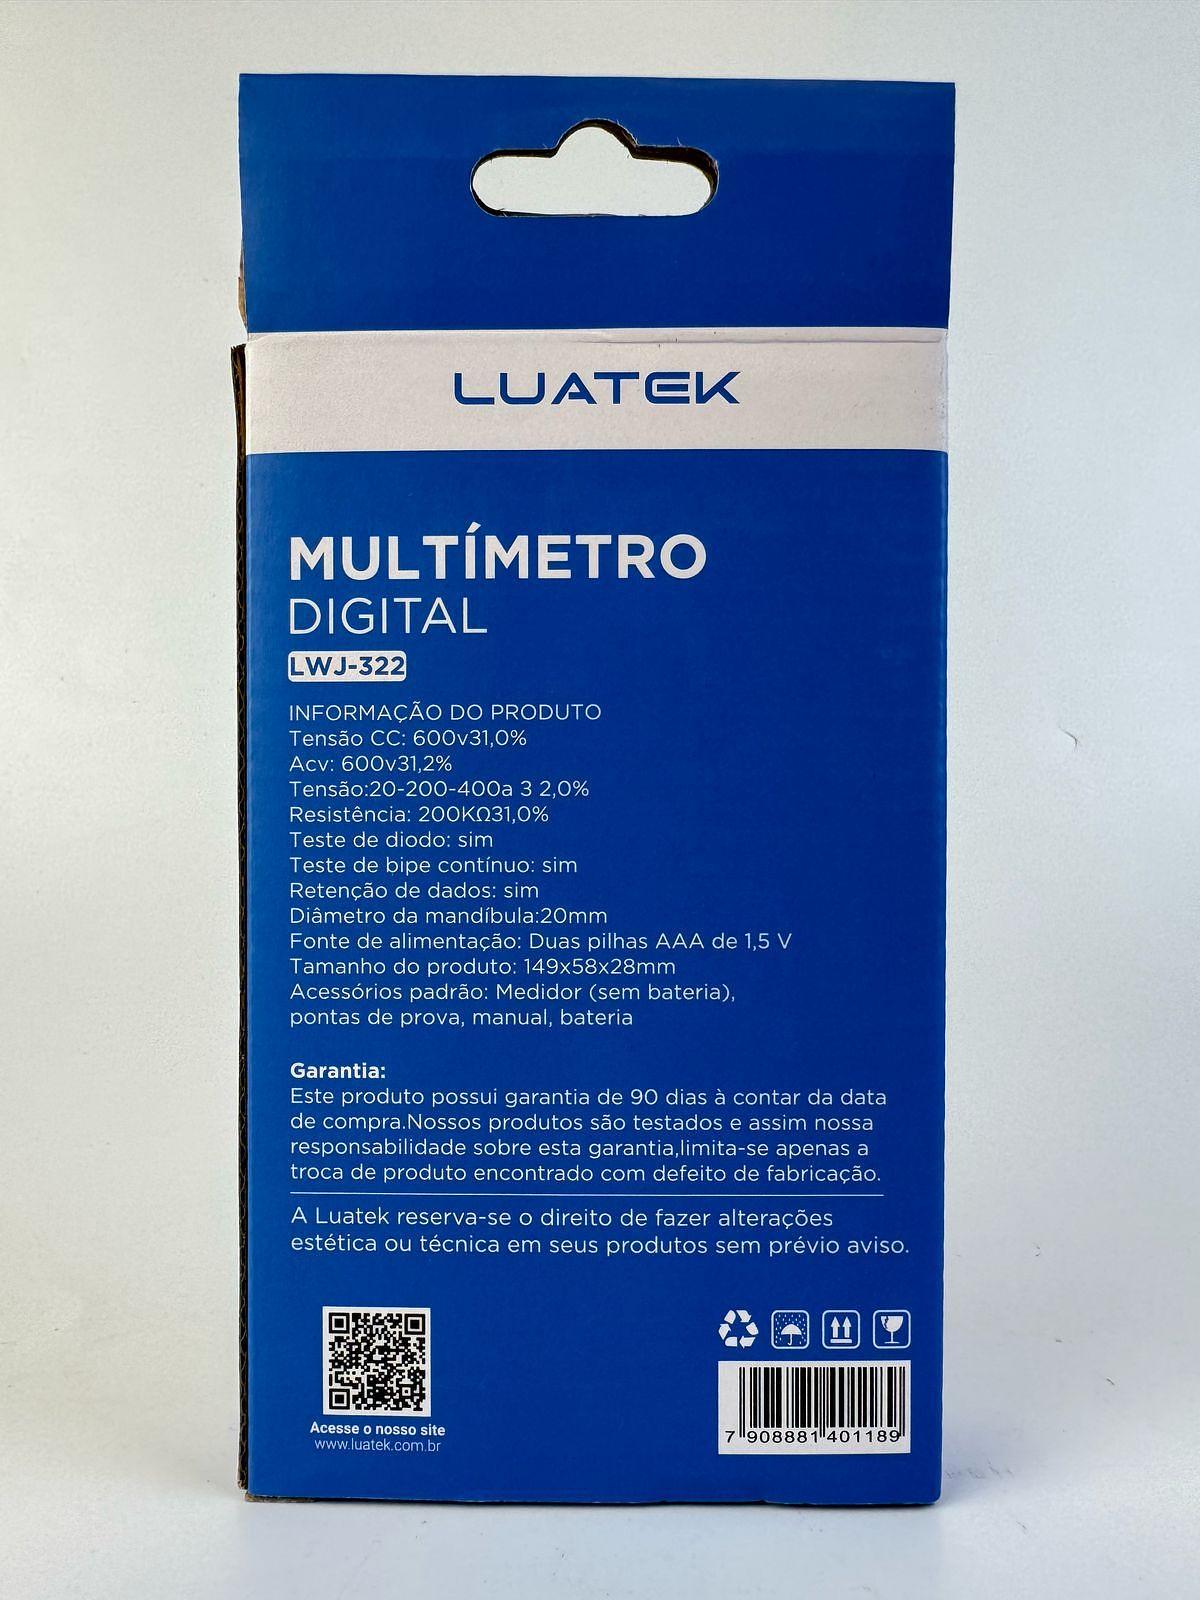 LUATEK
MULTÍMETRO
DIGITAL
LWJ-322
INFORMAÇÃO DO PRODUTO
Tensão CC: 600v31,0%
Acv: 600v31,2%
Tensão:20-200-400a 3 2,0%
Resistência: 200KΩ31,0%
Teste de diodo: sim
Teste de bipe contínuo: sim
Retenção de dados: sim
Diâmetro da mandíbula:20mm
Fonte de alimentação: Duas pilhas AAA de 1,5 V
Tamanho do produto: 149x58x28mm
Acessórios padrão: Medidor (sem bateria),
pontas de prova, manual, bateria
Garantia:
Este produto possui garantia de 90 dias à contar da data
de compra.Nossos produtos são testados e assim nossa
responsabilidade sobre esta garantia,limita-se apenas a
troca de produto encontrado com defeito de fabricação.
A Luatek reserva-se o direito de fazer alterações
estética ou técnica em seus produtos sem prévio aviso.
Acesse o nosso site
www.luatek.com.br
7 908881 401189